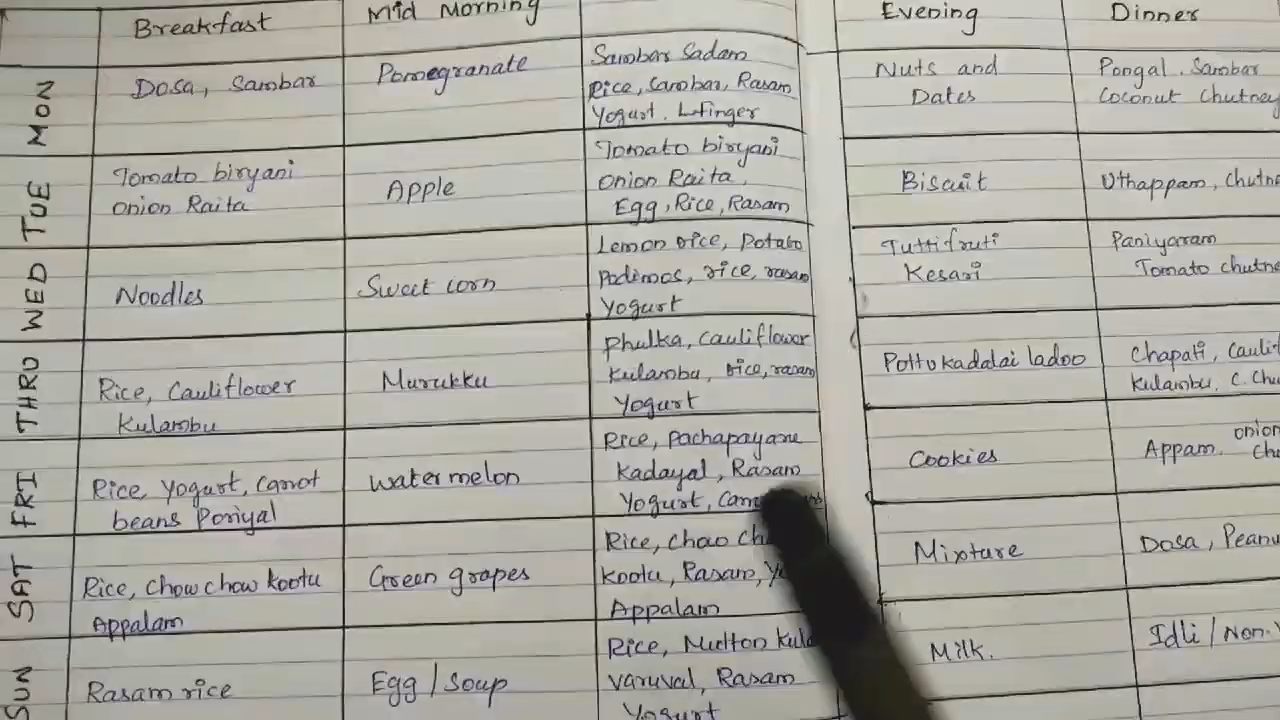 Breakfast
Mid Morning
Evening
Dinner
MON
Dosa, Sambar
Pomegranate
Sambar Sadam
Rice, Sambar, Rasam
Yogurt. L.finger
Nuts and
Dates
Pongal. Sambar
Coconut Chutney
TUE
Tomato biryani
Onion Raita
Apple
Tomato biryani
Onion Raita,
Egg, Rice, Rasam
Biscuit
Uthappam,
WED
Noodles
Sweet corn
Lemon rice, Potato
Podimos, rice, rasam
Yogurt
Tuttifruti
Kesari
Paniyaram
Tomato
THRU
Rice, Cauliflower
Kulambu
Murukku
Phulka, Cauliflower
Kulambu, rice, rasam
Yogurt
Pottukadalai ladoo
Chapati,
Kulambu, C.
FRI
Rice, Yogurt, Carrot
beans Poriyal
Watermelon
Rice, Pachapayaru
Kadayal, Rasam
Yogurt,
Cookies
Appam. onion
SAT
Rice, Chow chow kootu
Appalam
Green grapes
Rice, Chao
Kootu, Rasam,
Appalam
Mixture
Dosa,
SUN
Rasam rice
Egg / Soup
Rice, Mutton
Varuval, Rasam
Yogurt
Milk.
Idli / Non.